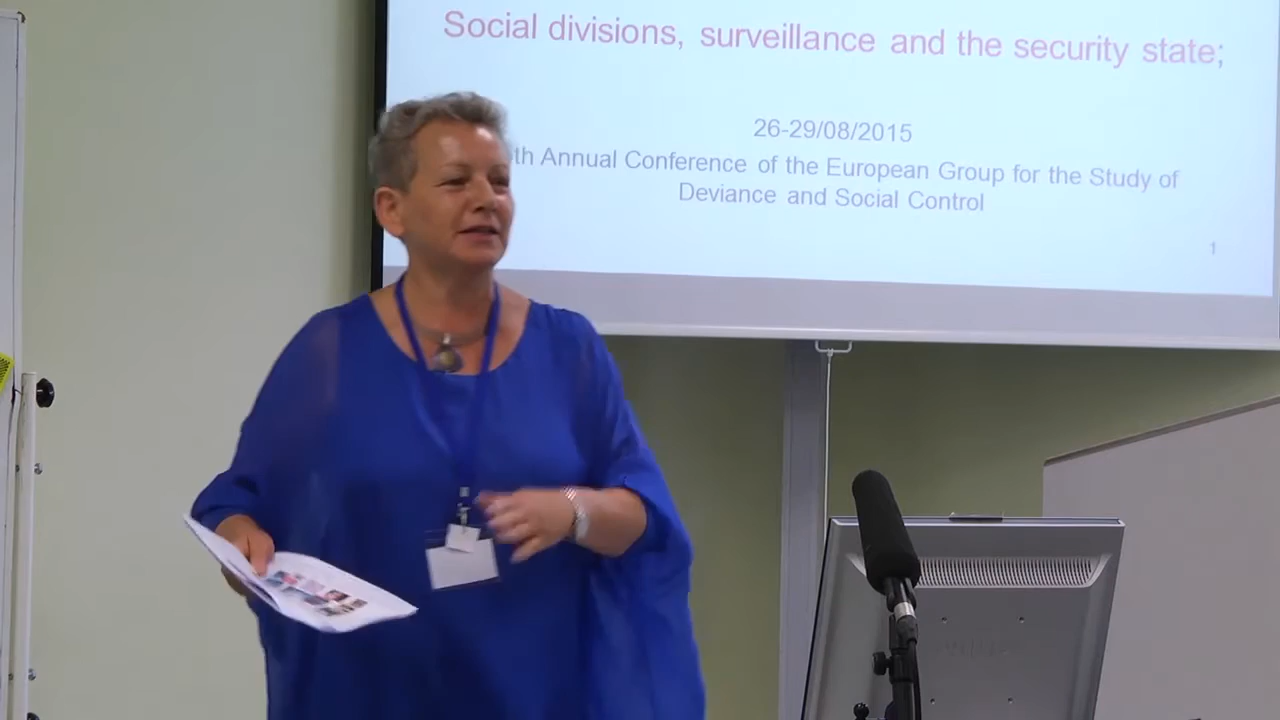 Social divisions, surveillance and the security state;
26-29/08/2015
th Annual Conference of the European Group for the Study of
Deviance and Social Control
1